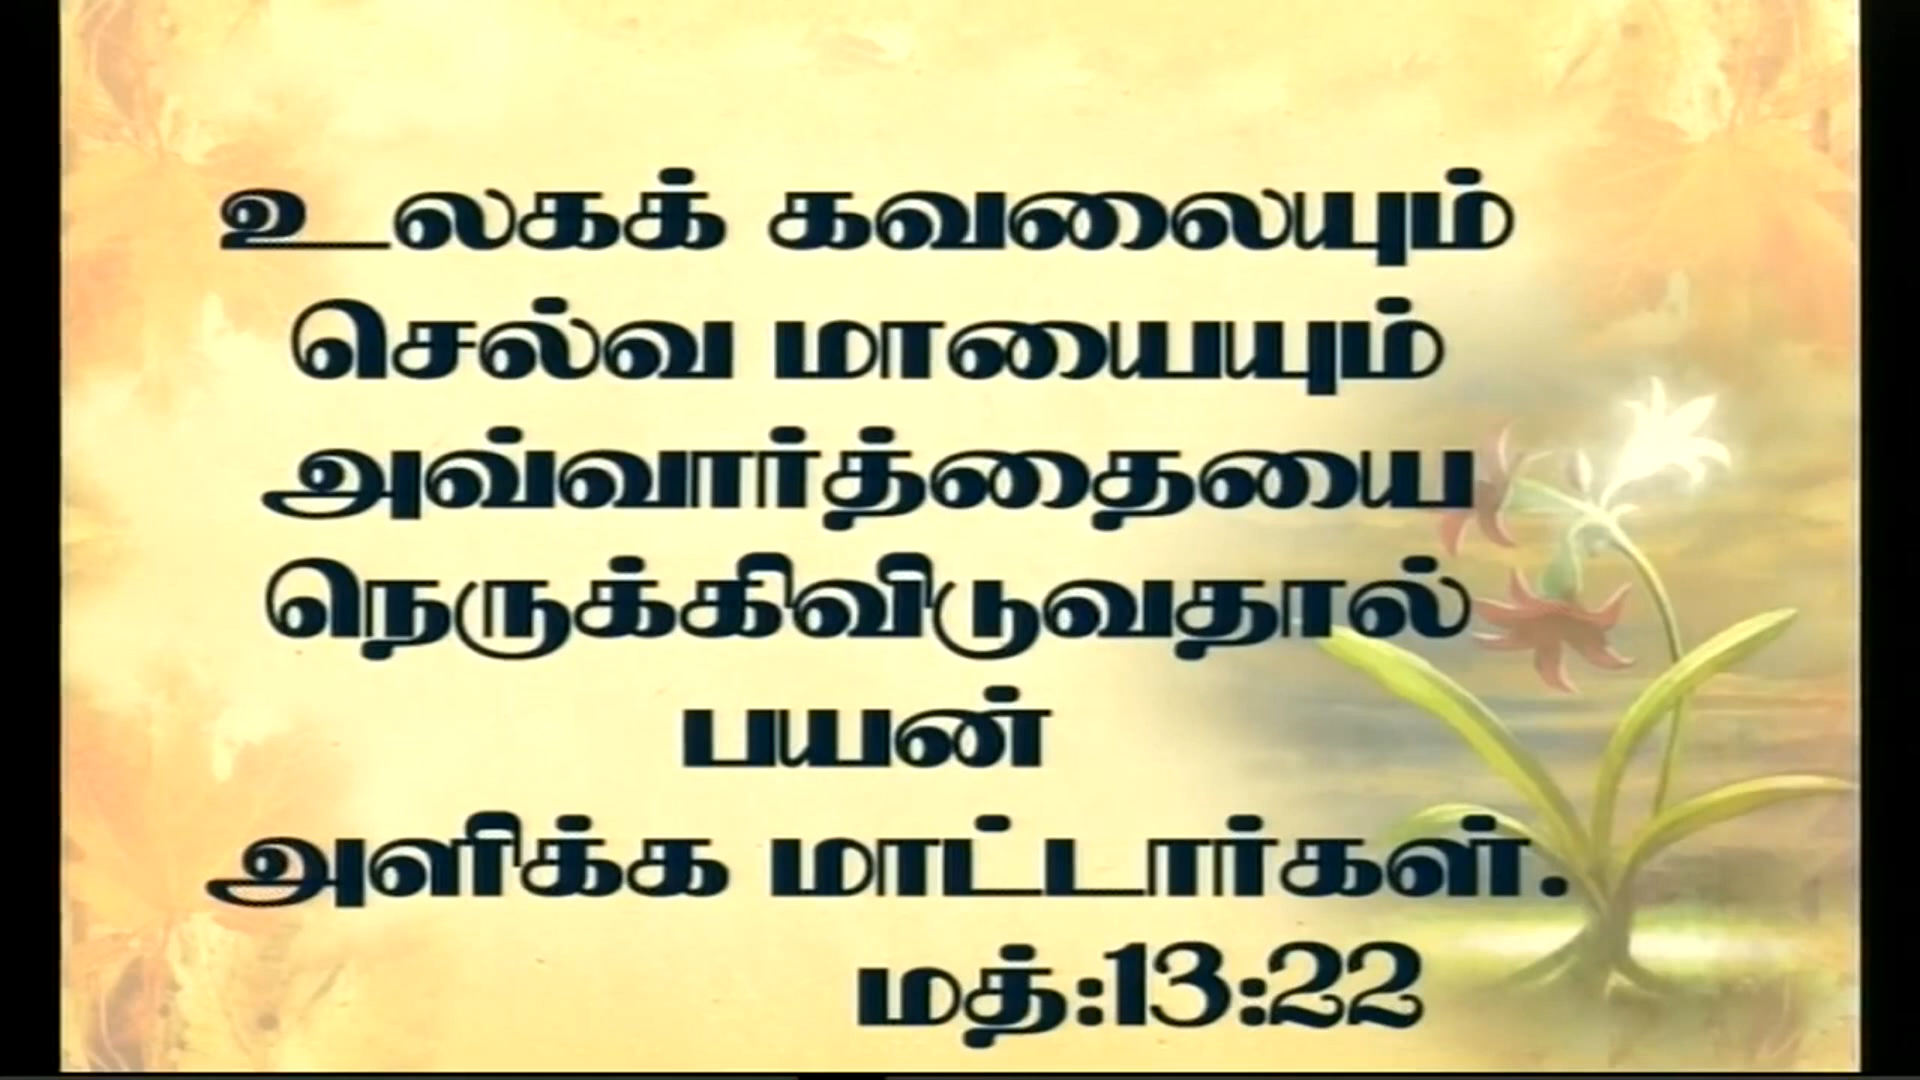 உலகக் கவலையும்
செல்வ மாயையும்
அவ்வார்த்தையை
நெருக்கிவிடுவதால்
பயன்
அளிக்க மாட்டார்கள்.
மத்:13:22